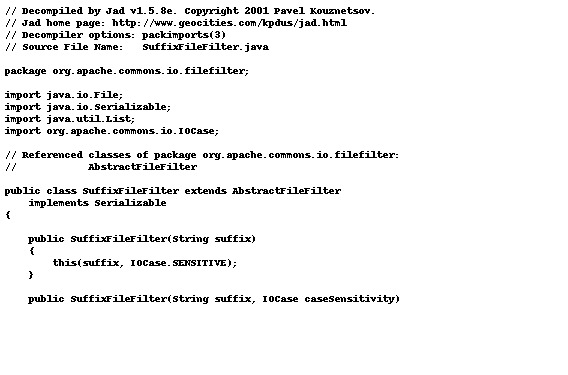 // Decompiled by Jad v1.5.8e. Copyright 2001 Pavel Kouznetsov.
// Jad home page: http://www.geocities.com/kpdus/jad.html
// Decompiler options: packimports(3)
// Source File Name:   SuffixFileFilter.java

package org.apache.commons.io.filefilter;

import java.io.File;
import java.io.Serializable;
import java.util.List;
import org.apache.commons.io.IOCase;

// Referenced classes of package org.apache.commons.io.filefilter:
//            AbstractFileFilter

public class SuffixFileFilter extends AbstractFileFilter
    implements Serializable
{

    public SuffixFileFilter(String suffix)
    {
        this(suffix, IOCase.SENSITIVE);
    }

    public SuffixFileFilter(String suffix, IOCase caseSensitivity)